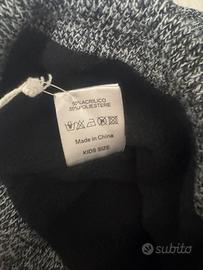 50%ACRILICO
50%POLIESTERE
Made in China
KIDS SIZE
subito